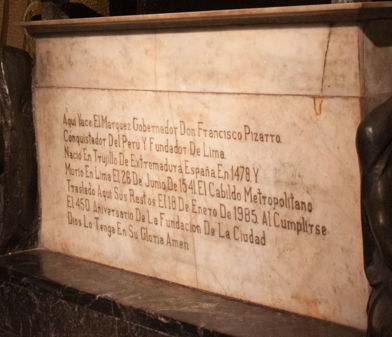 Aqui Yace El Marquez Gobernador Don Francisco Pizarro
Conquistador Del Peru Y Fundador De Lima.
Nacio En Trujillo De Extremadura España En 1478 Y
Murio En Lima El 26 De Junio De 1541. El Cabildo Metropolitano
Traslado Aqui Sus Restos El 18 De Enero De 1985. Al Cumplirse
El 450 Aniversario De La Fundacion De La Ciudad
Dios Lo Tenga En Su Gloria Amen